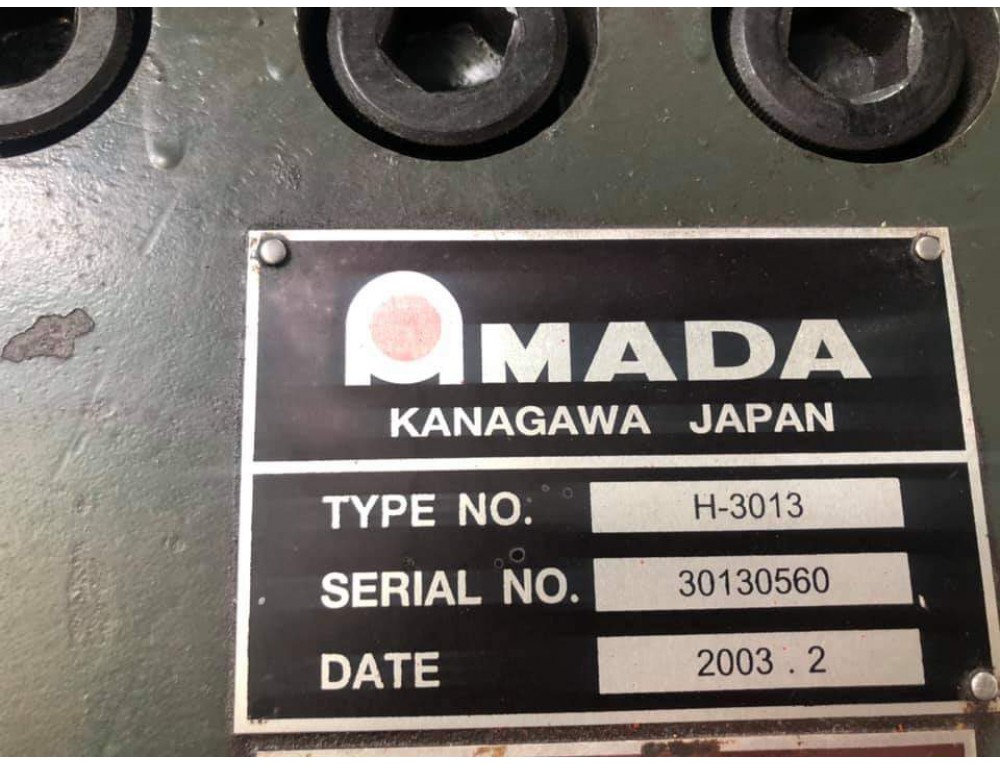 AMADA
KANAGAWA JAPAN
TYPE NO. H-3013
SERIAL NO. 30130560
DATE 2003 . 2